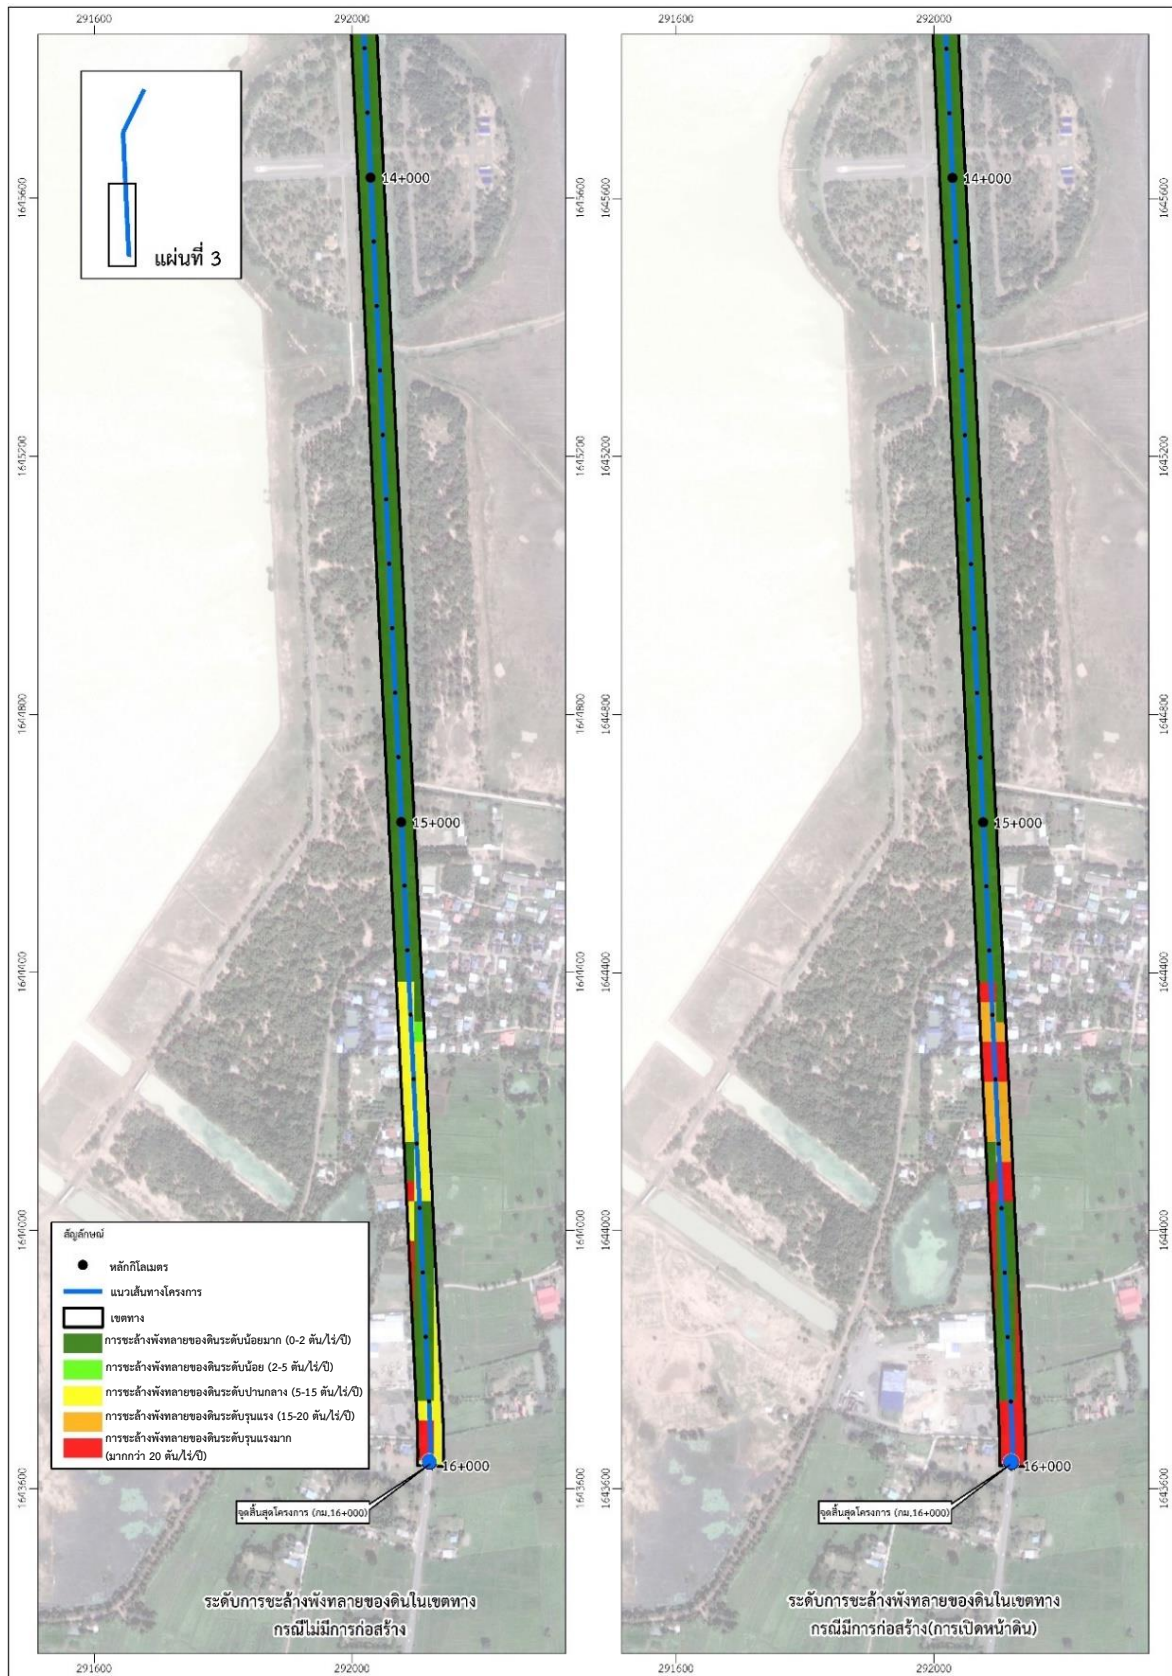 291600
292000
291600
292000
แผ่นที่ 3
14+000
14+000
1645600
1645600
1645600
1645600
1645200
1645200
1645200
1645200
1644800
1644800
1644800
1644800
15+000
15+000
1644400
1644400
1644400
1644400
1644000
1644000
1644000
1644000
สัญลักษณ์
หลักกิโลเมตร
แนวเส้นทางโครงการ
เขตทาง
การชะล้างพังทลายของดินระดับน้อยมาก (0-2 ตัน/ไร่/ปี)
การชะล้างพังทลายของดินระดับน้อย (2-5 ตัน/ไร่/ปี)
การชะล้างพังทลายของดินระดับปานกลาง (5-15 ตัน/ไร่/ปี)
การชะล้างพังทลายของดินระดับรุนแรง (15-20 ตัน/ไร่/ปี)
การชะล้างพังทลายของดินระดับรุนแรงมาก
(มากกว่า 20 ตัน/ไร่/ปี)
16+000
16+000
1643600
1643600
1643600
1643600
จุดสิ้นสุดโครงการ (กม.16+000)
จุดสิ้นสุดโครงการ (กม.16+000)
ระดับการชะล้างพังทลายของดินในเขตทาง
กรณีไม่มีการก่อสร้าง
ระดับการชะล้างพังทลายของดินในเขตทาง
กรณีมีการก่อสร้าง(การเปิดหน้าดิน)
291600
292000
291600
292000